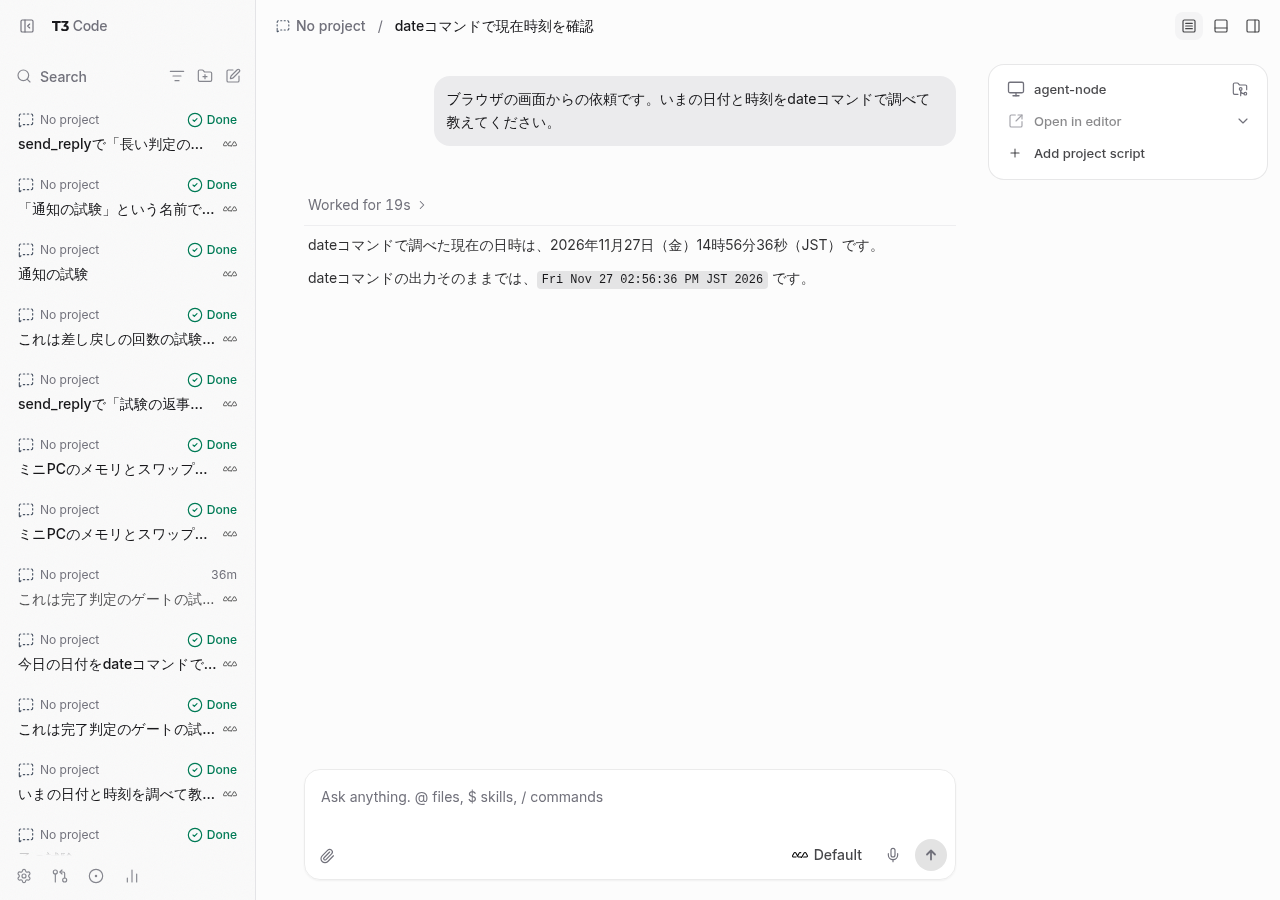 T3 Code
Search
No project Done
send_replyで「長い判定の...
No project Done
「通知の試験」という名前で...
No project Done
通知の試験
No project Done
これは差し戻しの回数の試験...
No project Done
send_replyで「試験の返事...
No project Done
ミニPCのメモリとスワップ...
No project Done
ミニPCのメモリとスワップ...
No project 36m
これは完了判定のゲートの試...
No project Done
今日の日付をdateコマンドで...
No project Done
これは完了判定のゲートの試...
No project Done
いまの日付と時刻を調べて教...
No project Done
No project / dateコマンドで現在時刻を確認
ブラウザの画面からの依頼です。いまの日付と時刻をdateコマンドで調べて
教えてください。
Worked for 19s
dateコマンドで調べた現在の日時は、2026年11月27日（金）14時56分36秒（JST）です。
dateコマンドの出力そのままでは、 Fri Nov 27 02:56:36 PM JST 2026 です。
Ask anything. @ files, $ skills, / commands
Default
agent-node
Open in editor
Add project script